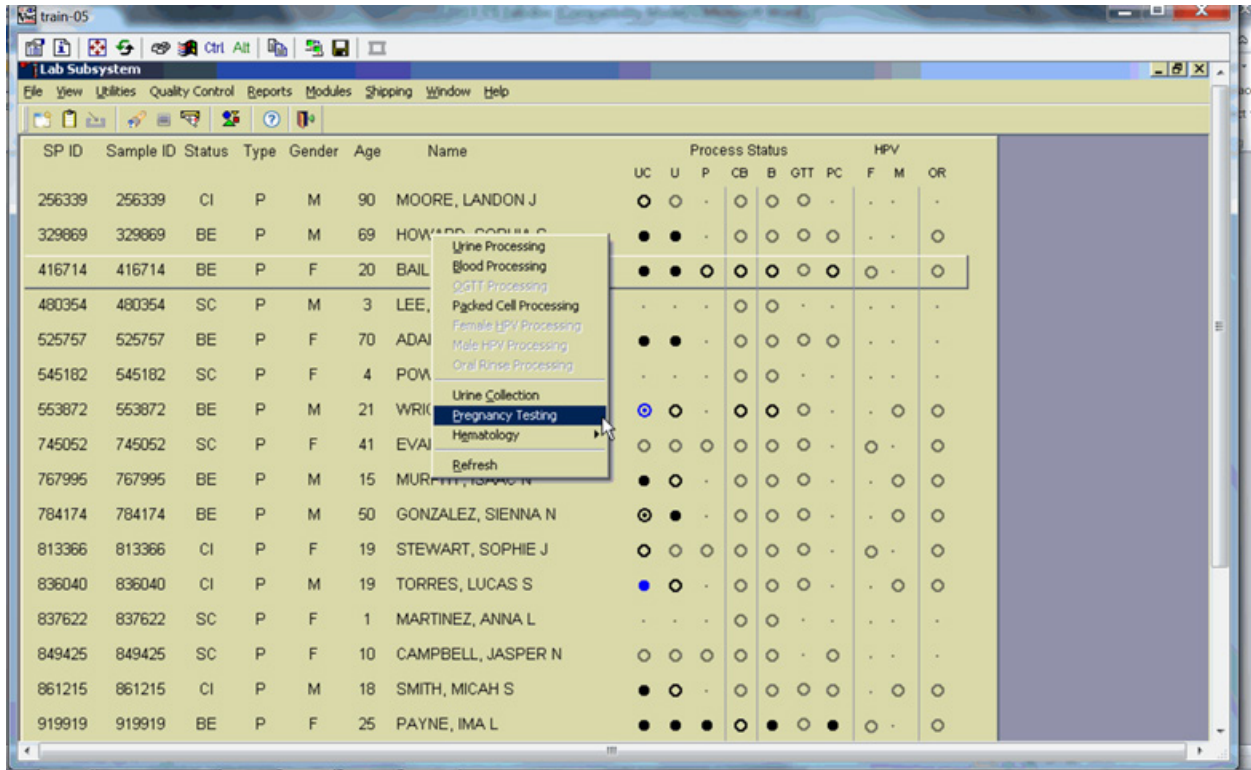 train-05
Ctrl Alt
Lab Subsystem
File View Utilities Quality Control Reports Modules Shipping Window Help
SP ID Sample ID Status Type Gender Age Name Process Status HPV
UC U P CB B GTT PC F M OR
256339 256339 CI P M 90 MOORE, LANDON J
329869 329869 BE P M 69
416714 416714 BE P F 20 BAIL
480354 480354 SC P M 3 LEE,
525757 525757 BE P F 70 ADA
545182 545182 SC P F 4 POW
553872 553872 BE P M 21 WRI
745052 745052 SC P F 41 EVA
767995 767995 BE P M 15
784174 784174 BE P M 50 GONZALEZ, SIENNA N
813366 813366 CI P F 19 STEWART, SOPHIE J
836040 836040 CI P M 19 TORRES, LUCAS S
837622 837622 SC P F 1 MARTINEZ, ANNA L
849425 849425 SC P F 10 CAMPBELL, JASPER N
861215 861215 CI P M 18 SMITH, MICAH S
919919 919919 BE P F 25 PAYNE, IMA L
Urine Processing
Blood Processing
OGTT Processing
Packed Cell Processing
Female HPV Processing
Male HPV Processing
Oral Rinse Processing
Urine Collection
Pregnancy Testing
Hematology
Refresh